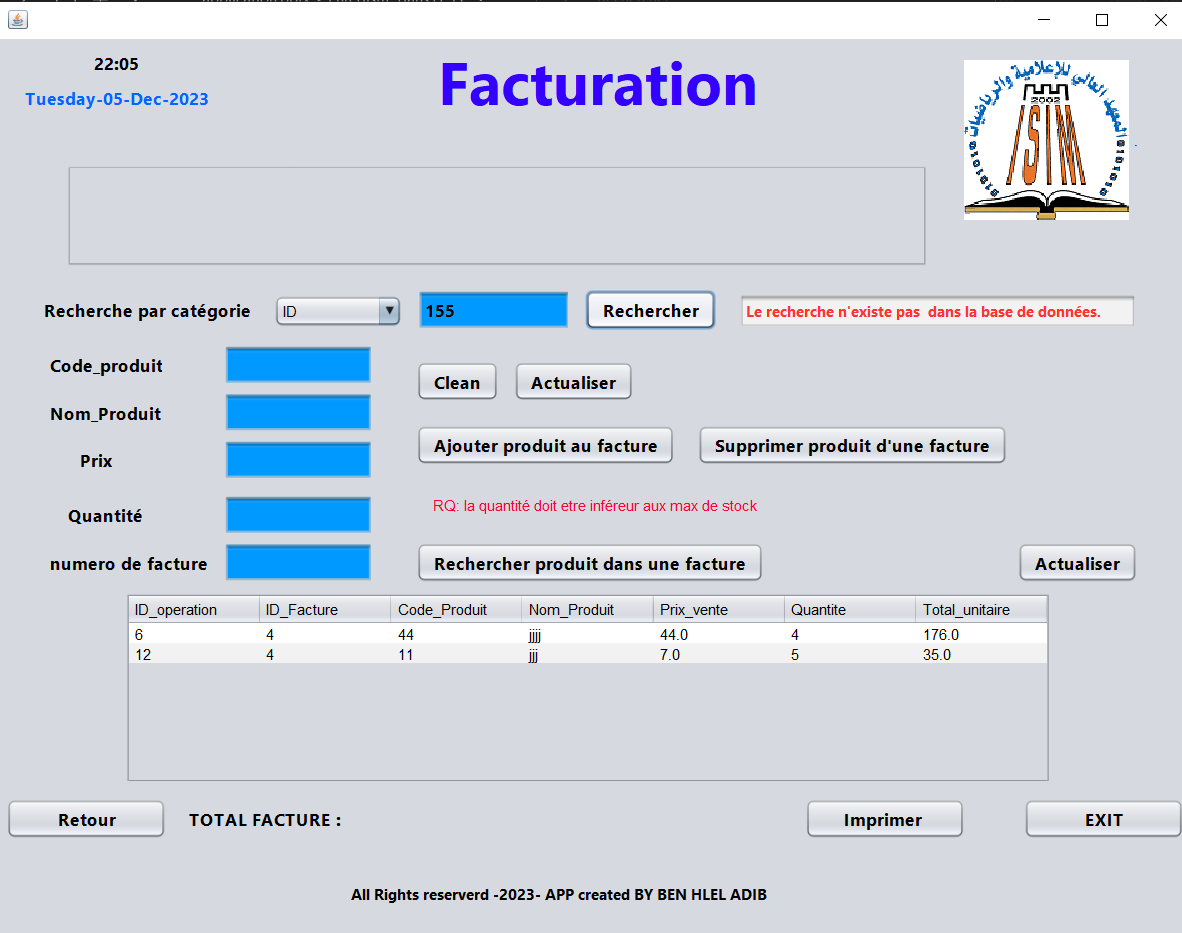 22:05
Facturation
Tuesday-05-Dec-2023
المعهد العالي للإعلامية والرياضيات
2002
ISIM
Recherche par catégorie ID 155 Rechercher Le recherche n'existe pas dans la base de données.
Code_produit
Clean Actualiser
Nom_Produit
Ajouter produit au facture Supprimer produit d'une facture
Prix
RQ: la quantité doit etre inféreur aux max de stock
Quantité
numero de facture Rechercher produit dans une facture Actualiser
ID_operation ID_Facture Code_Produit Nom_Produit Prix_vente Quantite Total_unitaire
6 4 44 jjjj 44.0 4 176.0
12 4 11 jjj 7.0 5 35.0
Retour TOTAL FACTURE : Imprimer EXIT
All Rights reserverd -2023- APP created BY BEN HLEL ADIB